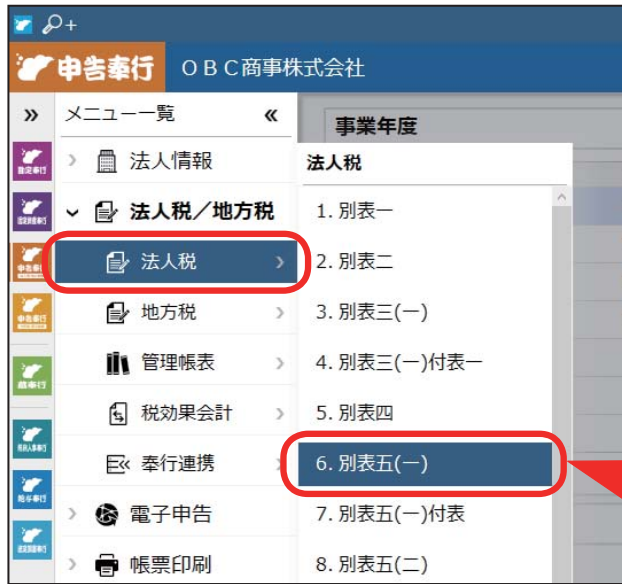 申告奉行 OBC商事株式会社
» メニュー一覧 «
事業年度
法人情報
法人税/地方税
法人税
地方税
管理帳表
税効果会計
奉行連携
電子申告
帳票印刷
法人税
1. 別表一
2. 別表二
3. 別表三(一)
4. 別表三(一)付表一
5. 別表四
6. 別表五(一)
7. 別表五(一)付表
8. 別表五(二)